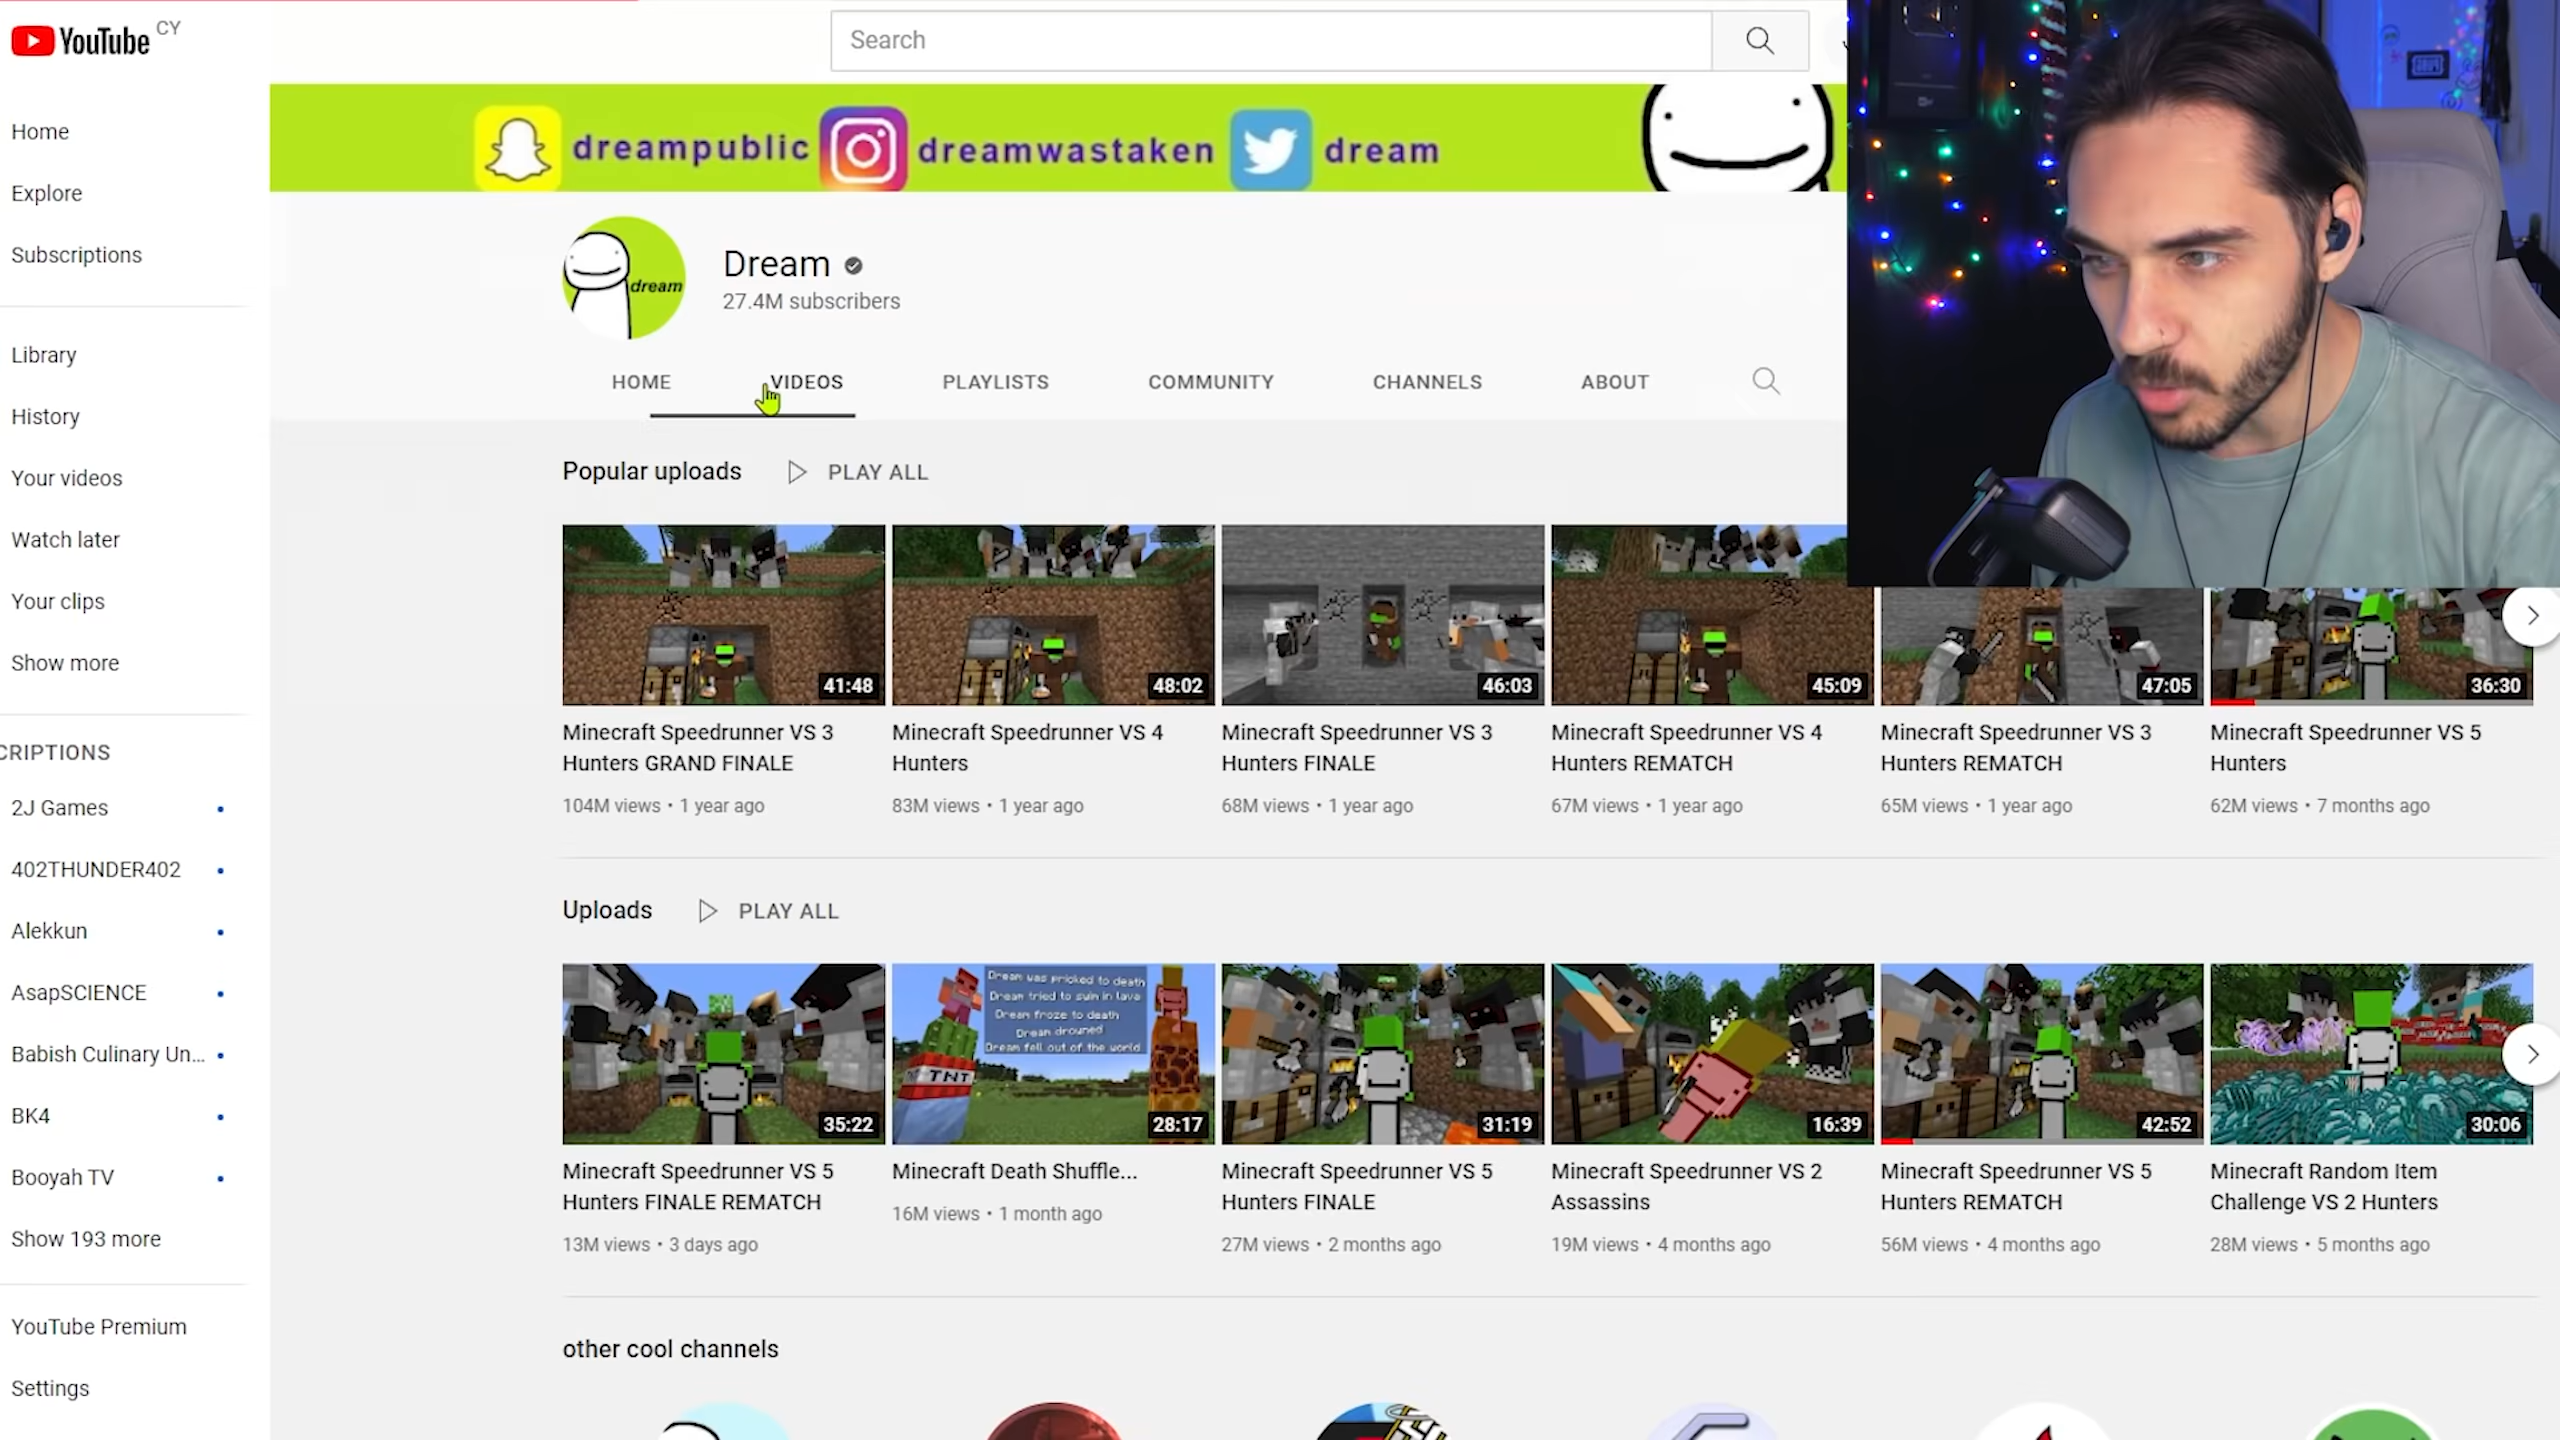 YouTube CY
Search
Home
Explore
Subscriptions
Library
History
Your videos
Watch later
Your clips
Show more
CRIPTIONS
2J Games
402THUNDER402
Alekkun
AsapSCIENCE
Babish Culinary Un...
BK4
Booyah TV
Show 193 more
YouTube Premium
Settings
dreampublic
dreamwastaken
dream
dream
Dream
27.4M subscribers
HOME
VIDEOS
PLAYLISTS
COMMUNITY
CHANNELS
ABOUT
Popular uploads
PLAY ALL
41:48
Minecraft Speedrunner VS 3
Hunters GRAND FINALE
104M views • 1 year ago
48:02
Minecraft Speedrunner VS 4
Hunters
83M views • 1 year ago
46:03
Minecraft Speedrunner VS 3
Hunters FINALE
68M views • 1 year ago
45:09
Minecraft Speedrunner VS 4
Hunters REMATCH
67M views • 1 year ago
47:05
Minecraft Speedrunner VS 3
Hunters REMATCH
65M views • 1 year ago
36:30
Minecraft Speedrunner VS 5
Hunters
62M views • 7 months ago
Uploads
PLAY ALL
35:22
Minecraft Speedrunner VS 5
Hunters FINALE REMATCH
13M views • 3 days ago
Dream was pricked to death
Dream tried to swim in lava
Dream froze to death
Dream drowned
Dream fell out of the world
TNT
28:17
Minecraft Death Shuffle...
16M views • 1 month ago
31:19
Minecraft Speedrunner VS 5
Hunters FINALE
27M views • 2 months ago
16:39
Minecraft Speedrunner VS 2
Assassins
19M views • 4 months ago
42:52
Minecraft Speedrunner VS 5
Hunters REMATCH
56M views • 4 months ago
30:06
Minecraft Random Item
Challenge VS 2 Hunters
28M views • 5 months ago
other cool channels